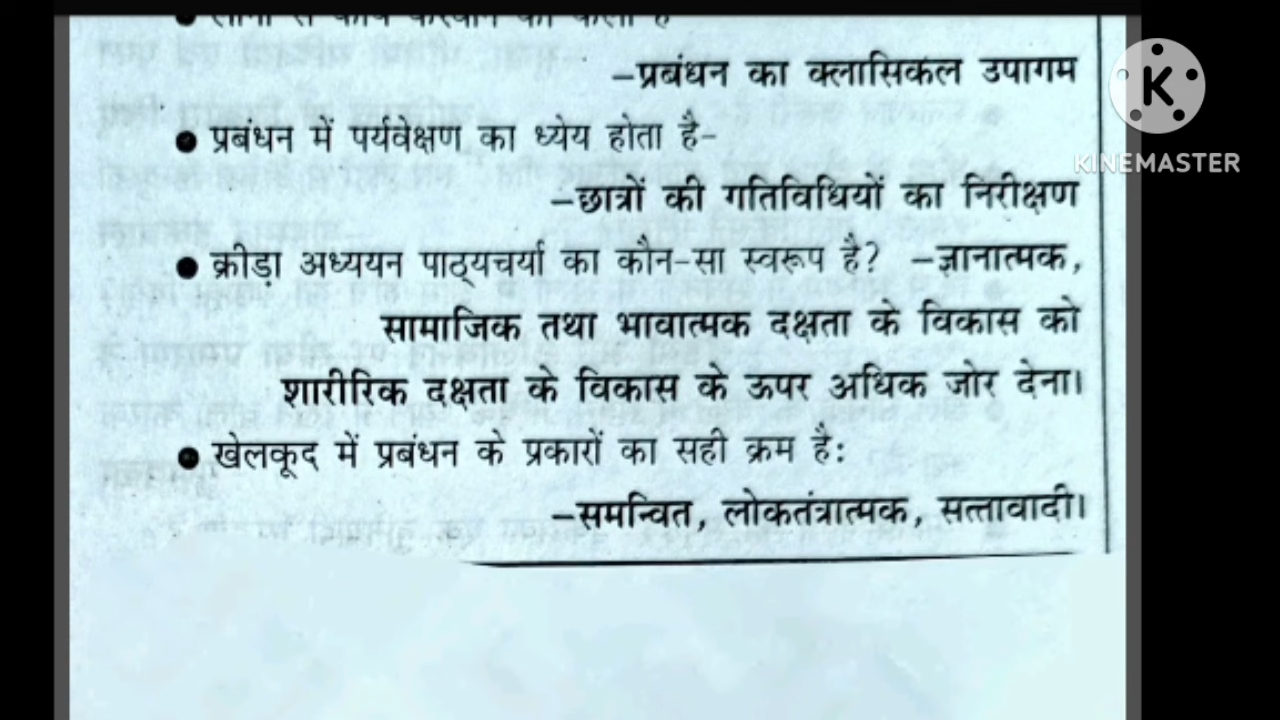 –प्रबंधन का क्लासिकल उपागम
● प्रबंधन में पर्यवेक्षण का ध्येय होता है–
–छात्रों की गतिविधियों का निरीक्षण
● क्रीड़ा अध्ययन पाठ्यचर्या का कौन-सा स्वरूप है? –ज्ञानात्मक,
सामाजिक तथा भावात्मक दक्षता के विकास को
शारीरिक दक्षता के विकास के ऊपर अधिक जोर देना।
● खेलकूद में प्रबंधन के प्रकारों का सही क्रम है:
–समन्वित, लोकतंत्रात्मक, सत्तावादी।
K
KINEMASTER